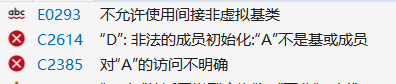 abc E0293 不允许使用间接非虚拟基类
C2614 “D”: 非法的成员初始化:“A”不是基或成员
C2385 对“A”的访问不明确